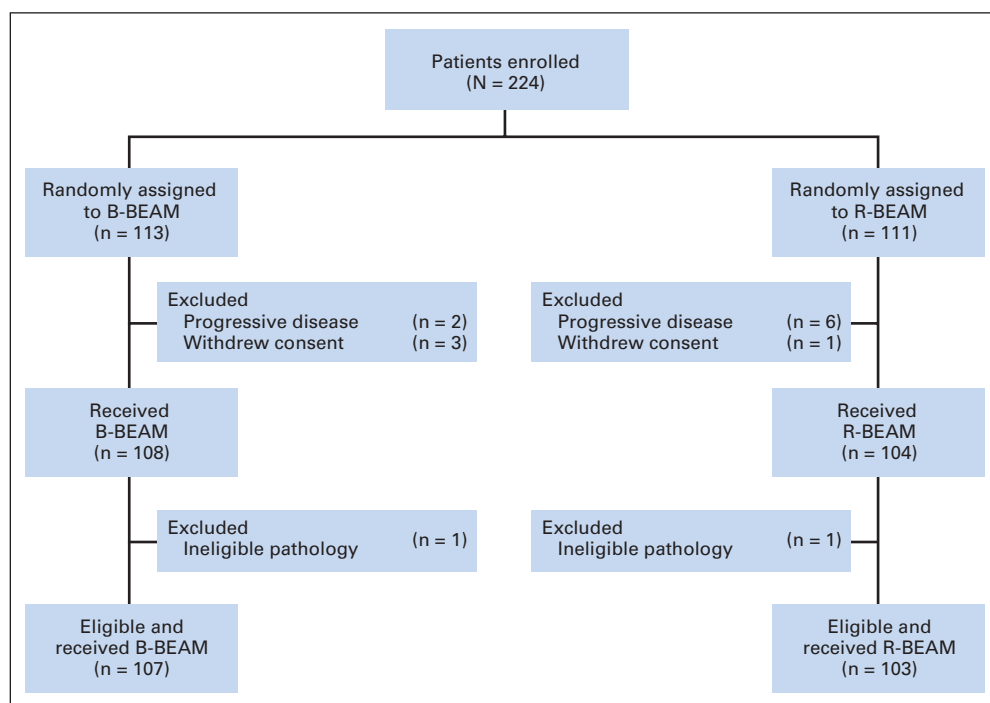 Patients enrolled
(N = 224)
Randomly assigned
to B-BEAM
(n = 113)
Randomly assigned
to R-BEAM
(n = 111)
Excluded
Progressive disease (n = 2)
Withdrew consent (n = 3)
Excluded
Progressive disease (n = 6)
Withdrew consent (n = 1)
Received
B-BEAM
(n = 108)
Received
R-BEAM
(n = 104)
Excluded
Ineligible pathology (n = 1)
Excluded
Ineligible pathology (n = 1)
Eligible and
received B-BEAM
(n = 107)
Eligible and
received R-BEAM
(n = 103)